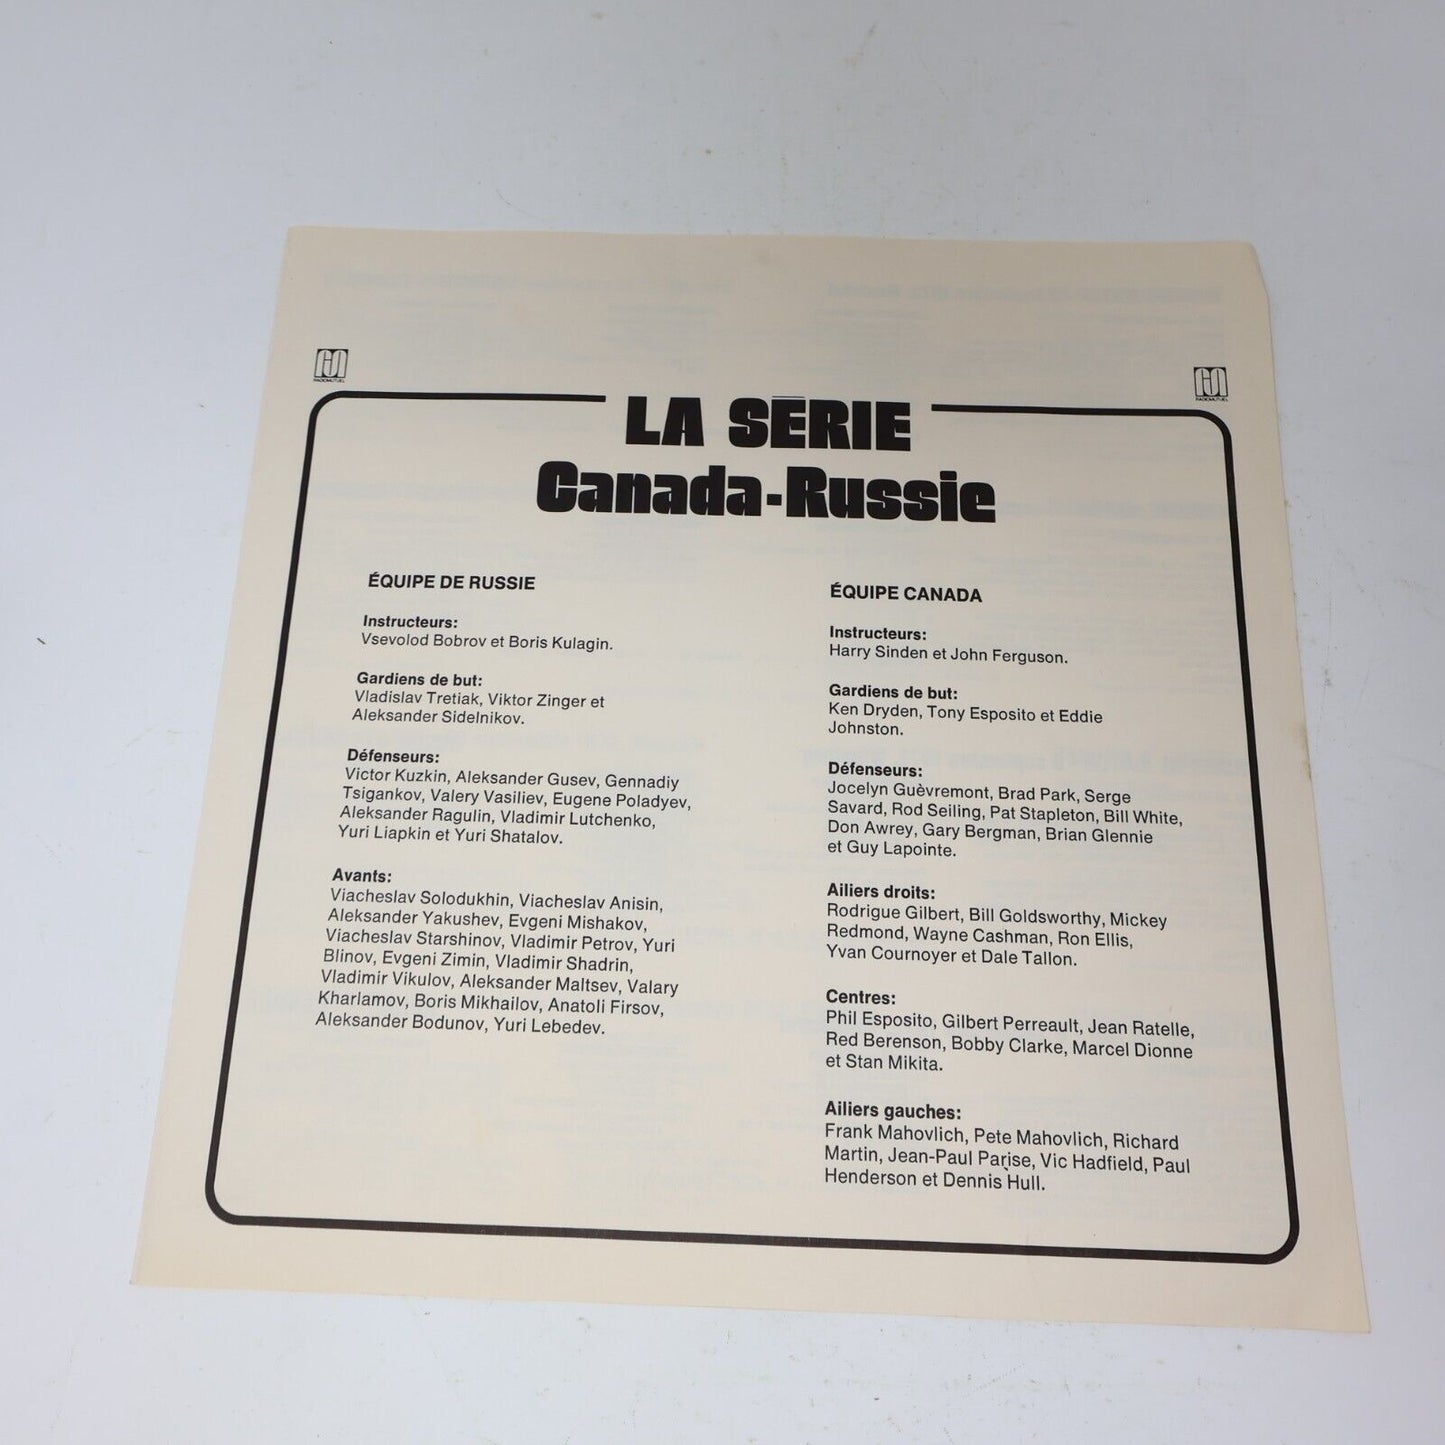 RADIOMUTUEL
RADIOMUTUEL
LA SÉRIE
Canada-Russie
ÉQUIPE DE RUSSIE
Instructeurs:
Vsevolod Bobrov et Boris Kulagin.
Gardiens de but:
Vladislav Tretiak, Viktor Zinger et
Aleksander Sidelnikov.
Défenseurs:
Victor Kuzkin, Aleksander Gusev, Gennadiy
Tsigankov, Valery Vasiliev, Eugene Poladyev,
Aleksander Ragulin, Vladimir Lutchenko,
Yuri Liapkin et Yuri Shatalov.
Avants:
Viacheslav Solodukhin, Viacheslav Anisin,
Aleksander Yakushev, Evgeni Mishakov,
Viacheslav Starshinov, Vladimir Petrov, Yuri
Blinov, Evgeni Zimin, Vladimir Shadrin,
Vladimir Vikulov, Aleksander Maltsev, Valary
Kharlamov, Boris Mikhailov, Anatoli Firsov,
Aleksander Bodunov, Yuri Lebedev.
ÉQUIPE CANADA
Instructeurs:
Harry Sinden et John Ferguson.
Gardiens de but:
Ken Dryden, Tony Esposito et Eddie
Johnston.
Défenseurs:
Jocelyn Guèvremont, Brad Park, Serge
Savard, Rod Seiling, Pat Stapleton, Bill White,
Don Awrey, Gary Bergman, Brian Glennie
et Guy Lapointe.
Ailiers droits:
Rodrigue Gilbert, Bill Goldsworthy, Mickey
Redmond, Wayne Cashman, Ron Ellis,
Yvan Cournoyer et Dale Tallon.
Centres:
Phil Esposito, Gilbert Perreault, Jean Ratelle,
Red Berenson, Bobby Clarke, Marcel Dionne
et Stan Mikita.
Ailiers gauches:
Frank Mahovlich, Pete Mahovlich, Richard
Martin, Jean-Paul Parise, Vic Hadfield, Paul
Henderson et Dennis Hull.